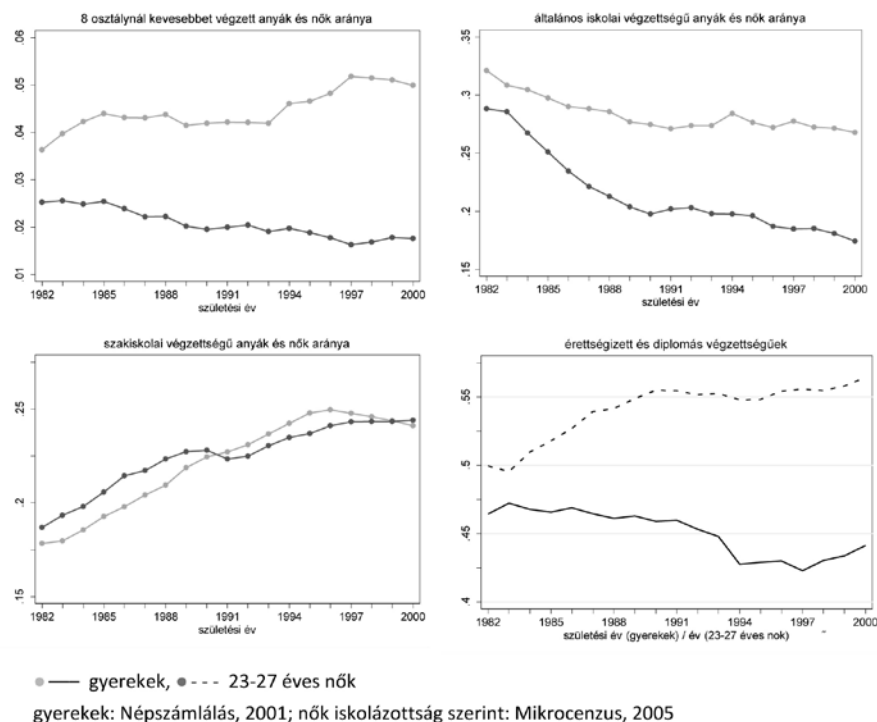 8 osztálynál kevesebbet végzett anyák és nők aránya
.06
.05
.04
.03
.02
.01
1982 1985 1988 1991 1994 1997 2000
születési év
általános iskolai végzettségű anyák és nők aránya
.35
.3
.25
.2
.15
1982 1985 1988 1991 1994 1997 2000
születési év
szakiskolai végzettségű anyák és nők aránya
.25
.2
.15
1982 1985 1988 1991 1994 1997 2000
születési év
érettségizett és diplomás végzettségűek
.55
.5
.45
.4
1982 1985 1988 1991 1994 1997 2000
születési év (gyerekek) / év (23-27 éves nok)
gyerekek, 23-27 éves nők
gyerekek: Népszámlálás, 2001; nők iskolázottság szerint: Mikrocenzus, 2005